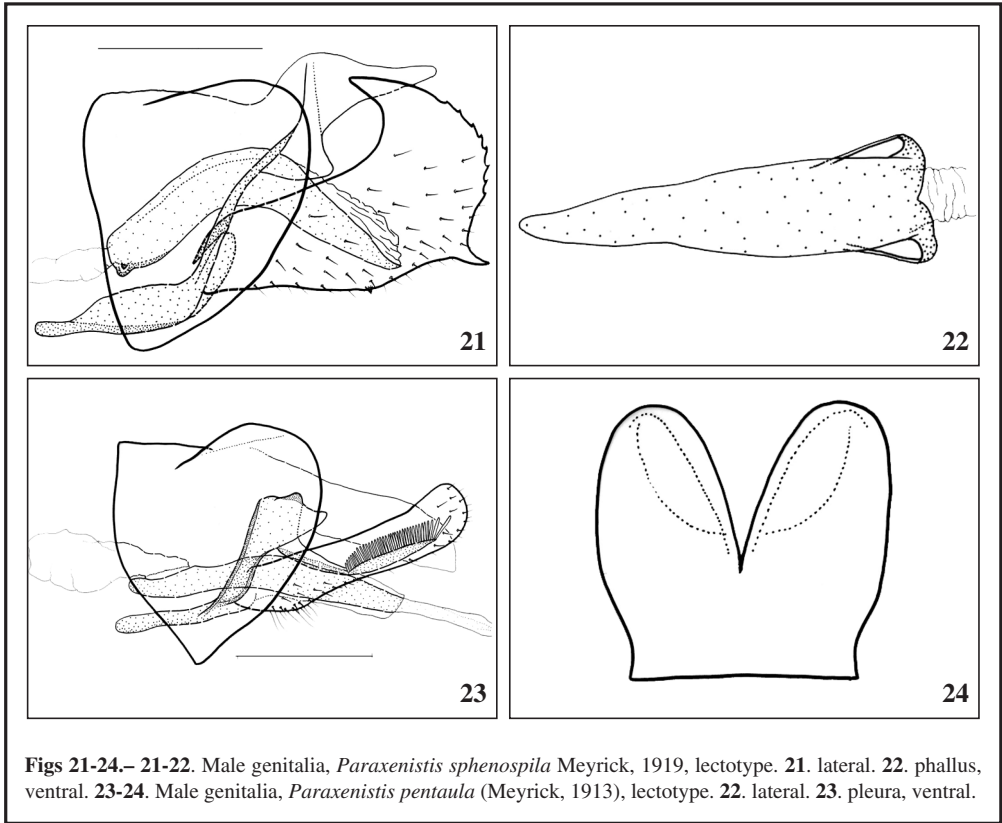 21
22
23
24
Figs 21-24.– 21-22. Male genitalia, Paraxenistis sphenospila Meyrick, 1919, lectotype. 21. lateral. 22. phallus,
ventral. 23-24. Male genitalia, Paraxenistis pentaula (Meyrick, 1913), lectotype. 22. lateral. 23. pleura, ventral.